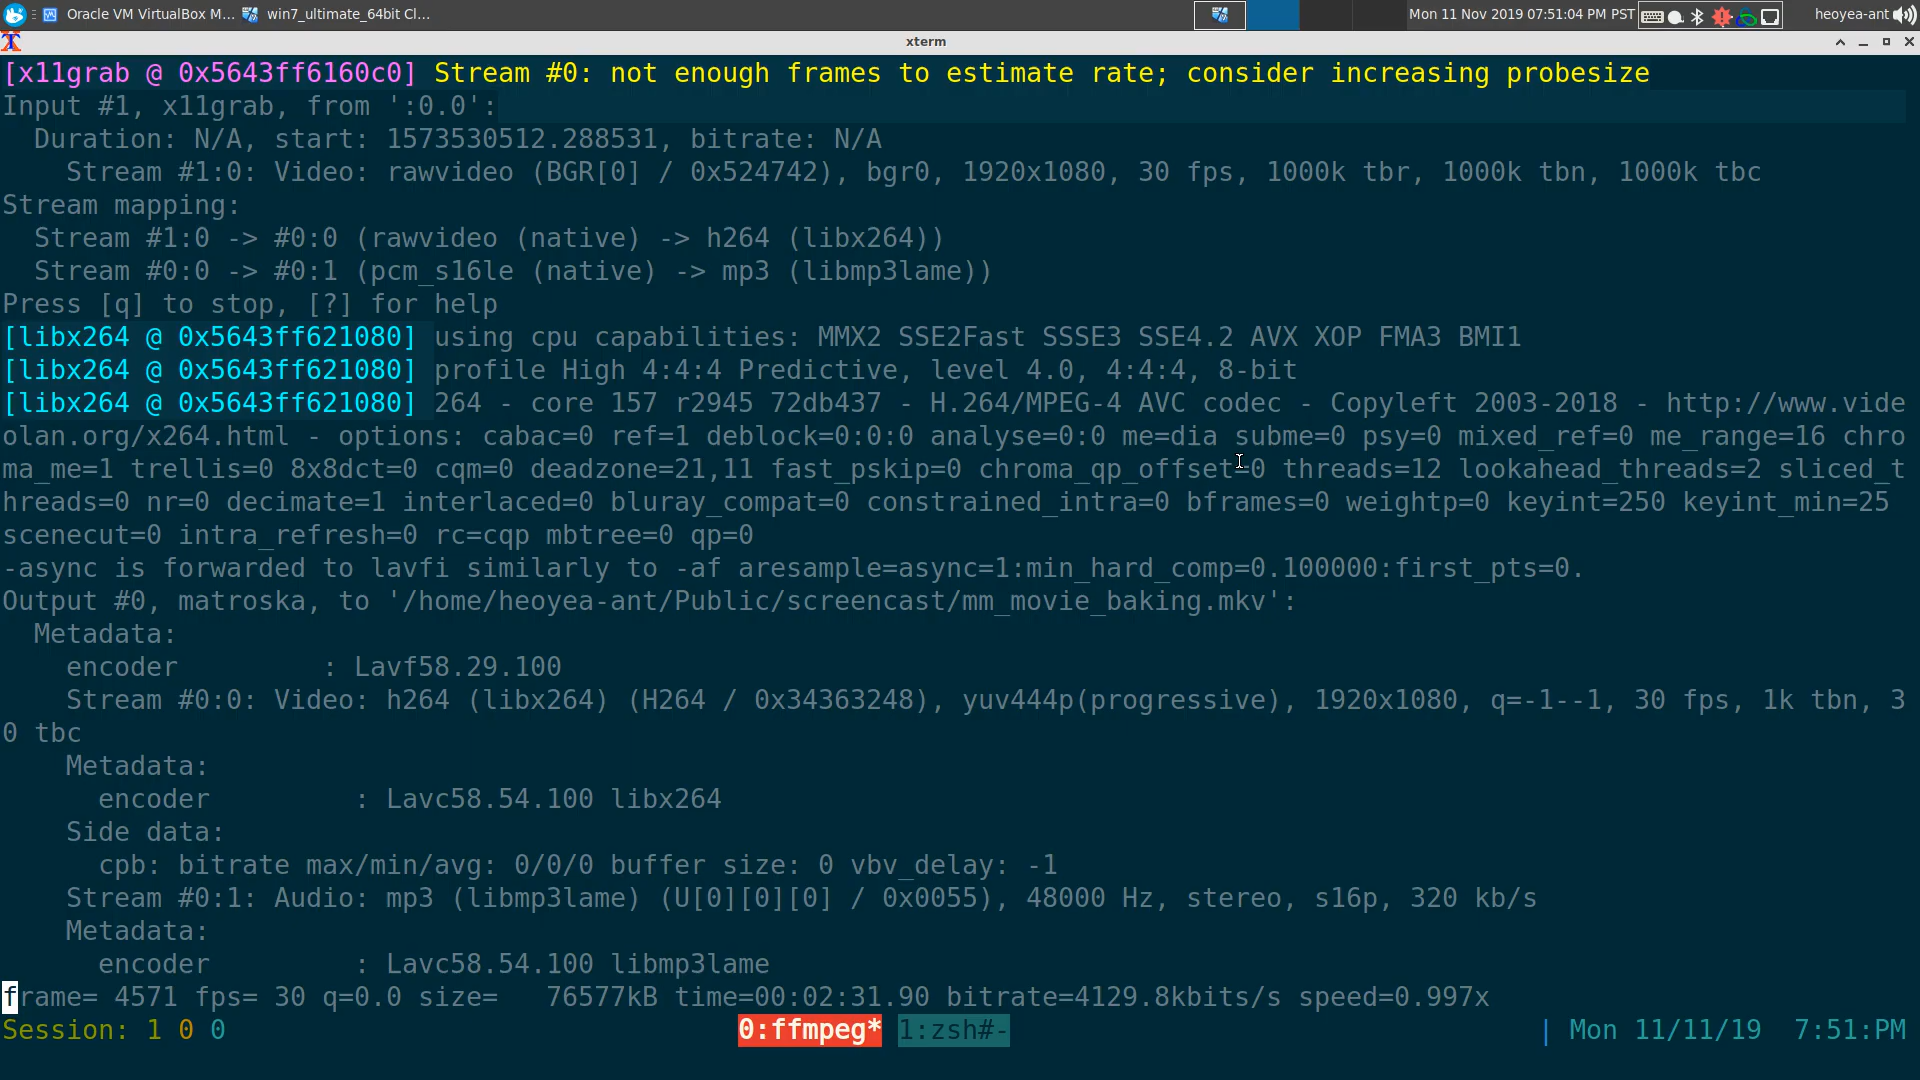 Oracle VM VirtualBox M... win7_ultimate_64bit Cl... Mon 11 Nov 2019 07:51:04 PM PST heoyea-ant
xterm
[x11grab @ 0x5643ff6160c0] Stream #0: not enough frames to estimate rate; consider increasing probesize
Input #1, x11grab, from ':0.0':
  Duration: N/A, start: 1573530512.288531, bitrate: N/A
    Stream #1:0: Video: rawvideo (BGR[0] / 0x524742), bgr0, 1920x1080, 30 fps, 1000k tbr, 1000k tbn, 1000k tbc
Stream mapping:
  Stream #1:0 -> #0:0 (rawvideo (native) -> h264 (libx264))
  Stream #0:0 -> #0:1 (pcm_s16le (native) -> mp3 (libmp3lame))
Press [q] to stop, [?] for help
[libx264 @ 0x5643ff621080] using cpu capabilities: MMX2 SSE2Fast SSSE3 SSE4.2 AVX XOP FMA3 BMI1
[libx264 @ 0x5643ff621080] profile High 4:4:4 Predictive, level 4.0, 4:4:4, 8-bit
[libx264 @ 0x5643ff621080] 264 - core 157 r2945 72db437 - H.264/MPEG-4 AVC codec - Copyleft 2003-2018 - http://www.vide
olan.org/x264.html - options: cabac=0 ref=1 deblock=0:0:0 analyse=0:0 me=dia subme=0 psy=0 mixed_ref=0 me_range=16 chro
ma_me=1 trellis=0 8x8dct=0 cqm=0 deadzone=21,11 fast_pskip=0 chroma_qp_offset=0 threads=12 lookahead_threads=2 sliced_t
hreads=0 nr=0 decimate=1 interlaced=0 bluray_compat=0 constrained_intra=0 bframes=0 weightp=0 keyint=250 keyint_min=25
scenecut=0 intra_refresh=0 rc=cqp mbtree=0 qp=0
-async is forwarded to lavfi similarly to -af aresample=async=1:min_hard_comp=0.100000:first_pts=0.
Output #0, matroska, to '/home/heoyea-ant/Public/screencast/mm_movie_baking.mkv':
  Metadata:
    encoder         : Lavf58.29.100
    Stream #0:0: Video: h264 (libx264) (H264 / 0x34363248), yuv444p(progressive), 1920x1080, q=-1--1, 30 fps, 1k tbn, 3
0 tbc
    Metadata:
      encoder         : Lavc58.54.100 libx264
    Side data:
      cpb: bitrate max/min/avg: 0/0/0 buffer size: 0 vbv_delay: -1
    Stream #0:1: Audio: mp3 (libmp3lame) (U[0][0][0] / 0x0055), 48000 Hz, stereo, s16p, 320 kb/s
    Metadata:
      encoder         : Lavc58.54.100 libmp3lame
frame= 4571 fps= 30 q=0.0 size=   76577kB time=00:02:31.90 bitrate=4129.8kbits/s speed=0.997x
Session: 1 0 0 0:ffmpeg* 1:zsh#- | Mon 11/11/19  7:51:PM